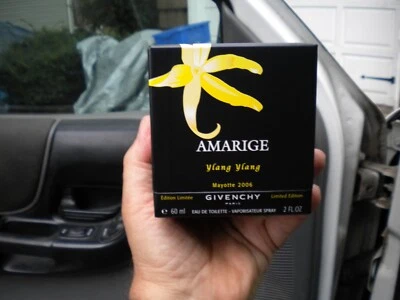 AMARIGE
Ylang Ylang
Mayotte 2006
Edition Limitée GIVENCHY Limited Edition
PARIS
℮ 60 ml EAU DE TOILETTE - VAPORISATEUR SPRAY 2 FL.OZ